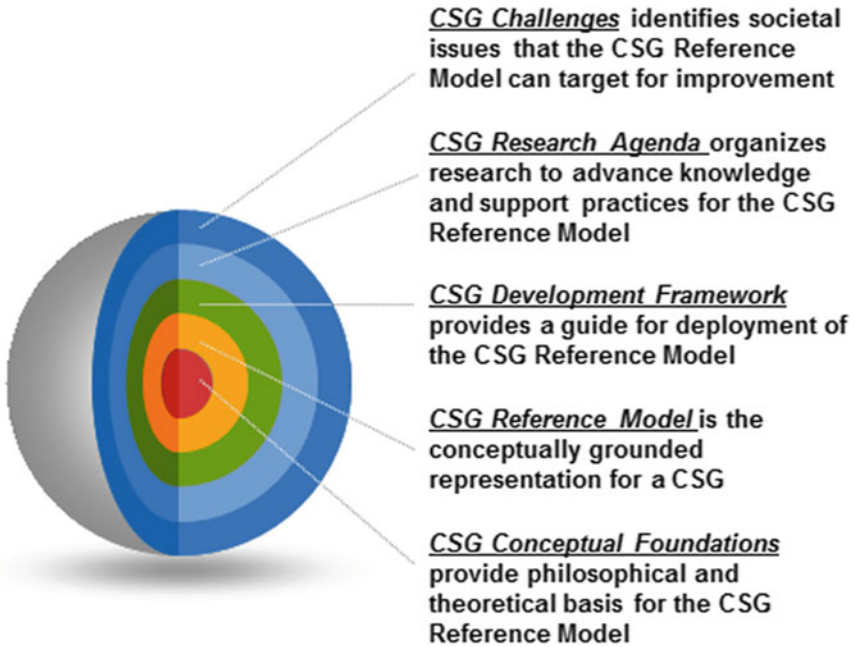 CSG Challenges identifies societal
issues that the CSG Reference
Model can target for improvement
CSG Research Agenda organizes
research to advance knowledge
and support practices for the CSG
Reference Model
CSG Development Framework
provides a guide for deployment of
the CSG Reference Model
CSG Reference Model is the
conceptually grounded
representation for a CSG
CSG Conceptual Foundations
provide philosophical and
theoretical basis for the CSG
Reference Model